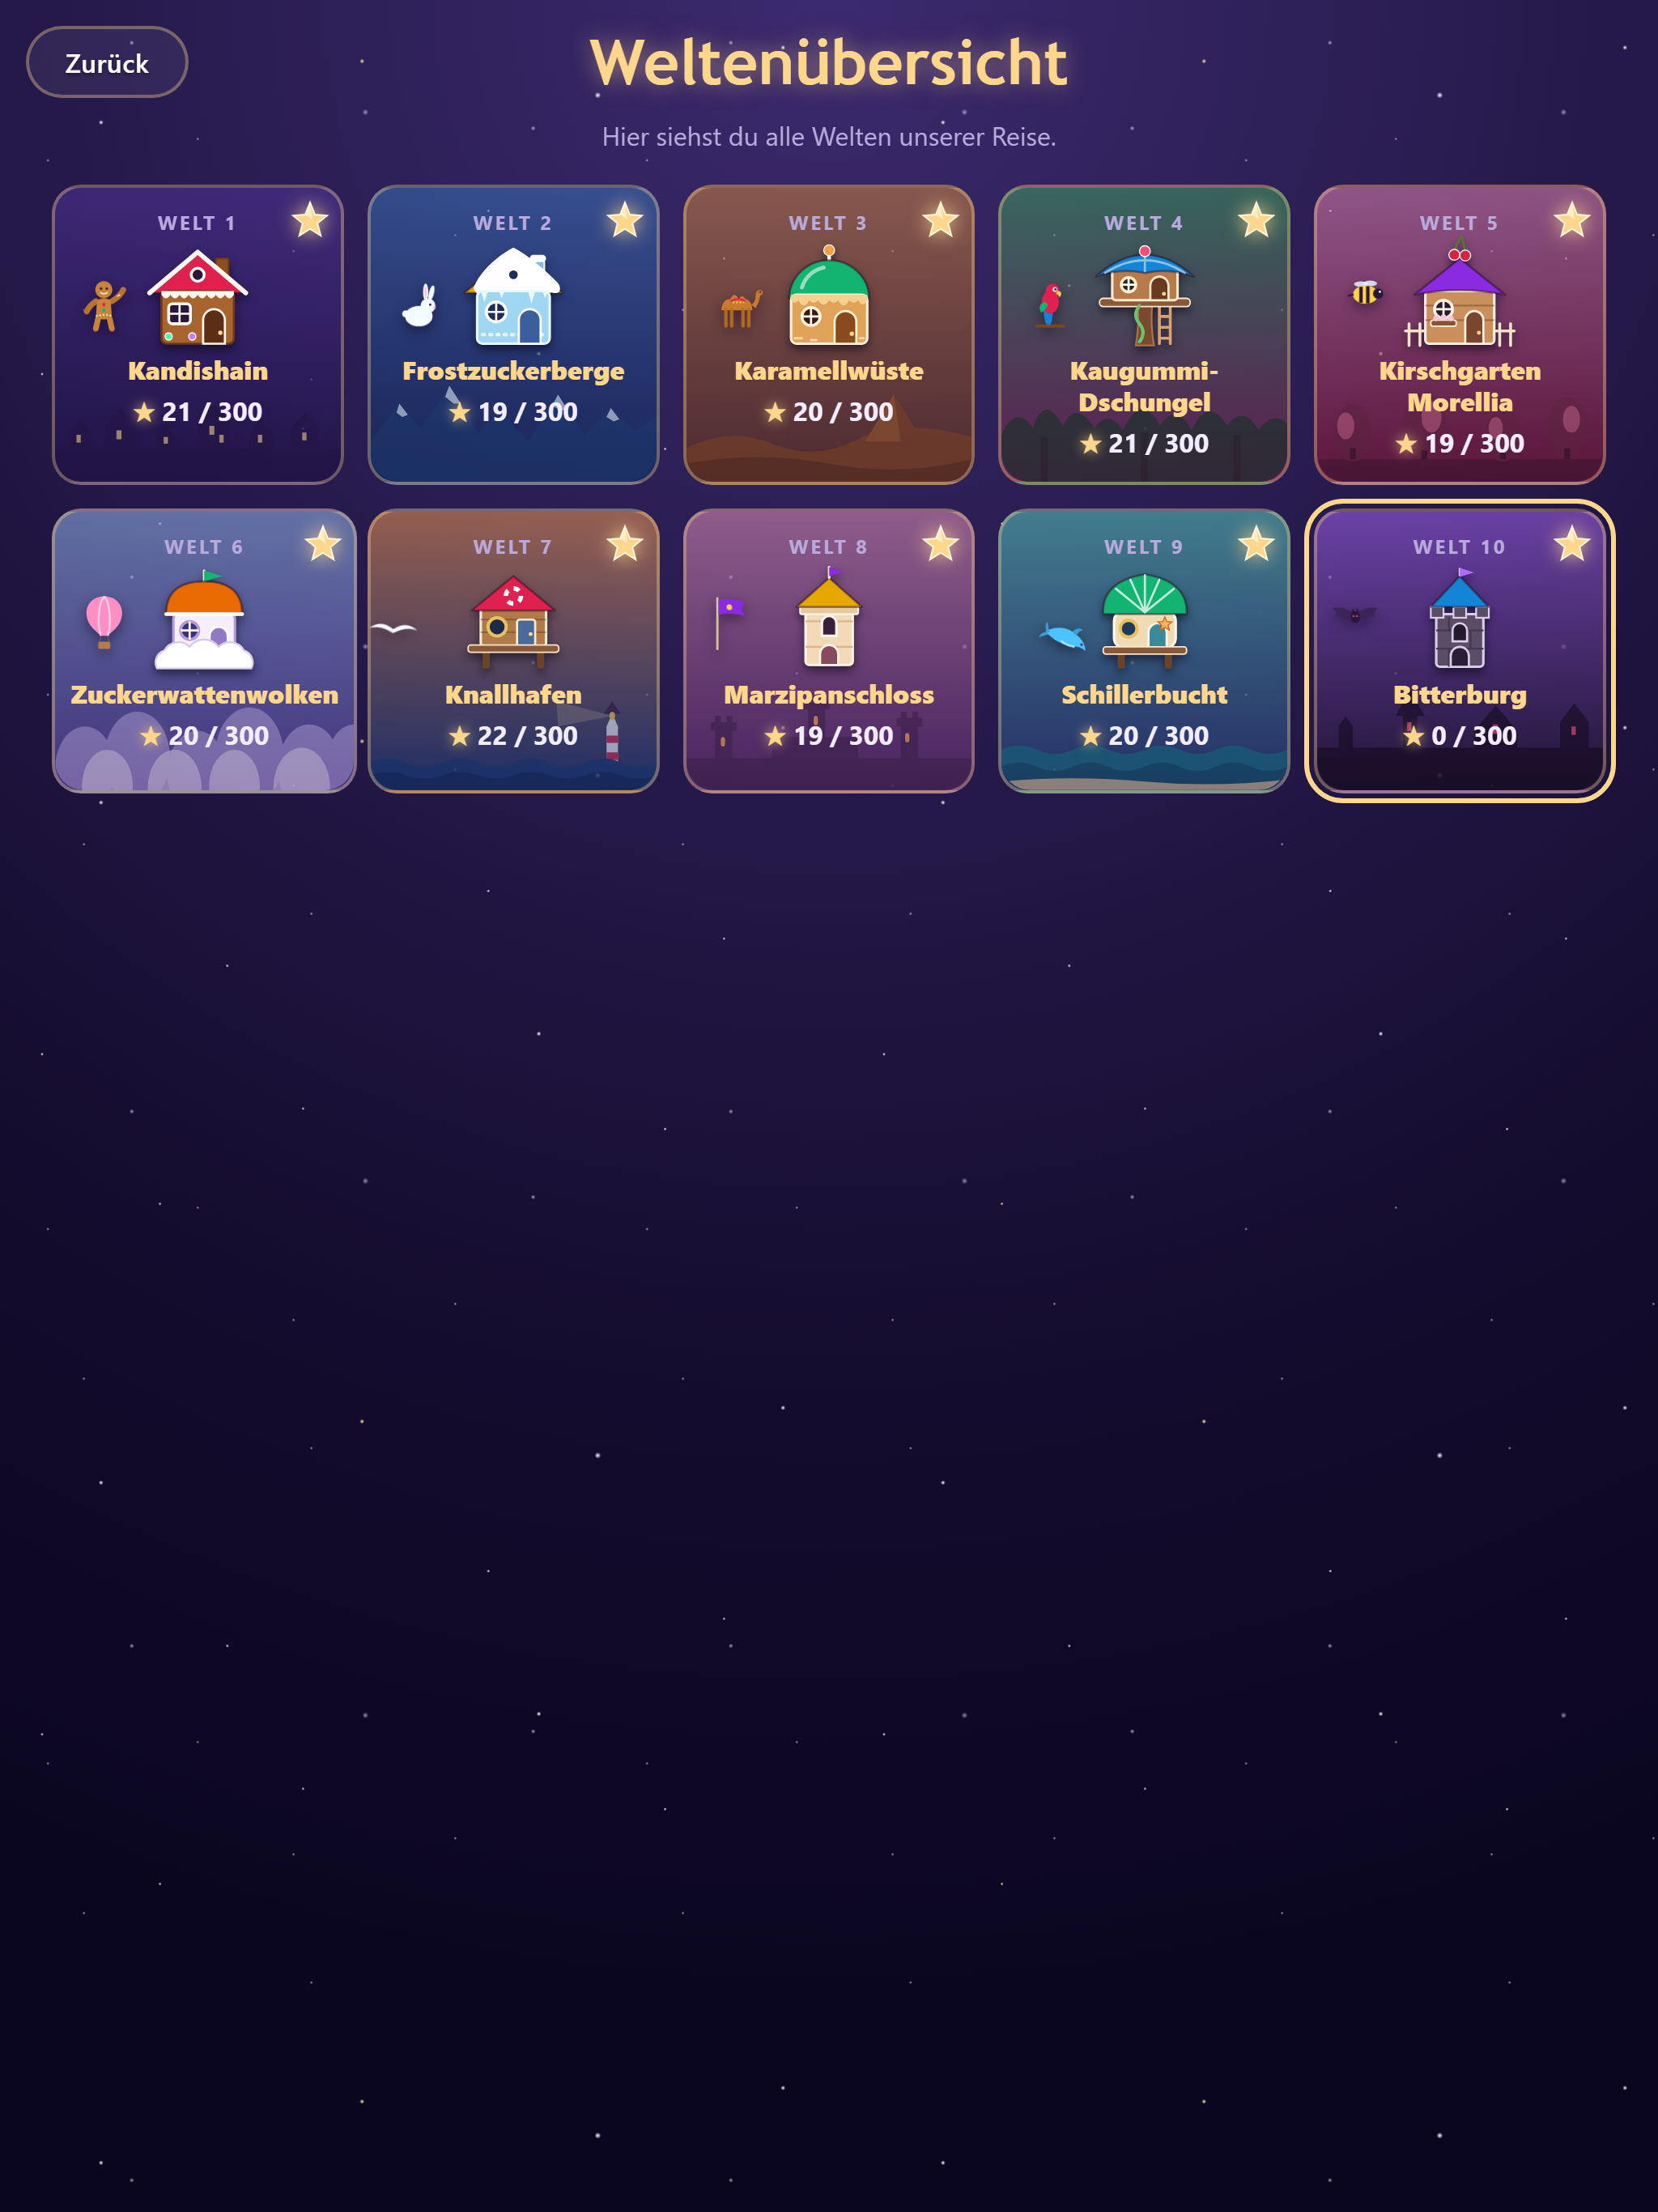 Zurück
Weltenübersicht
Hier siehst du alle Welten unserer Reise.
WELT 1
Kandishain
21 / 300
WELT 2
Frostzuckerberge
19 / 300
WELT 3
Karamellwüste
20 / 300
WELT 4
Kaugummi-
Dschungel
21 / 300
WELT 5
Kirschgarten
Morellia
19 / 300
WELT 6
Zuckerwattenwolken
20 / 300
WELT 7
Knallhafen
22 / 300
WELT 8
Marzipanschloss
19 / 300
WELT 9
Schillerbucht
20 / 300
WELT 10
Bitterburg
0 / 300